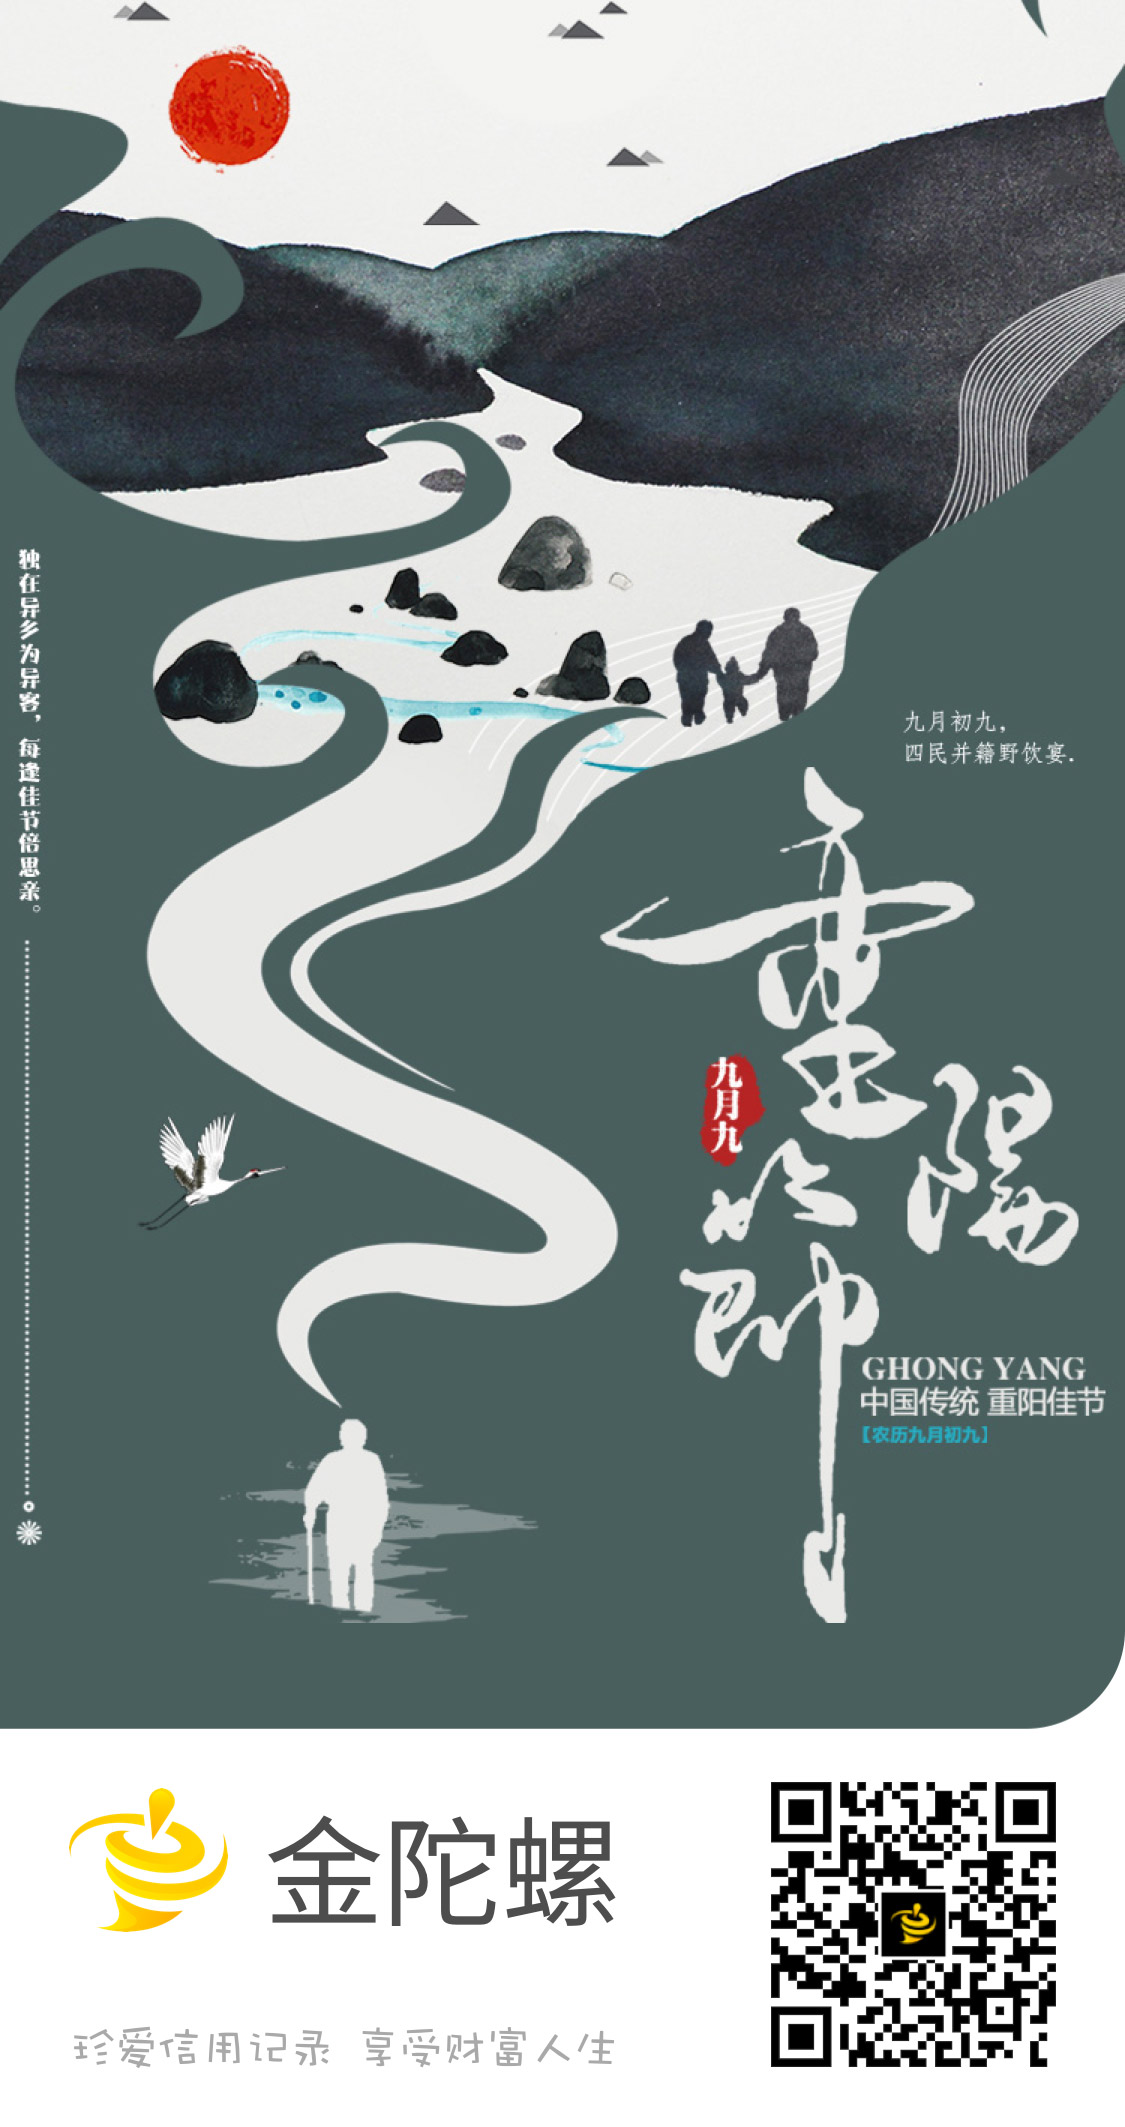 独在异乡为异客，每逢佳节倍思亲。
九月初九，
四民并籍野饮宴.
重陽節
九月九
GHONG YANG
中国传统 重阳佳节
【农历九月初九】
金陀螺
珍爱信用记录 享受财富人生